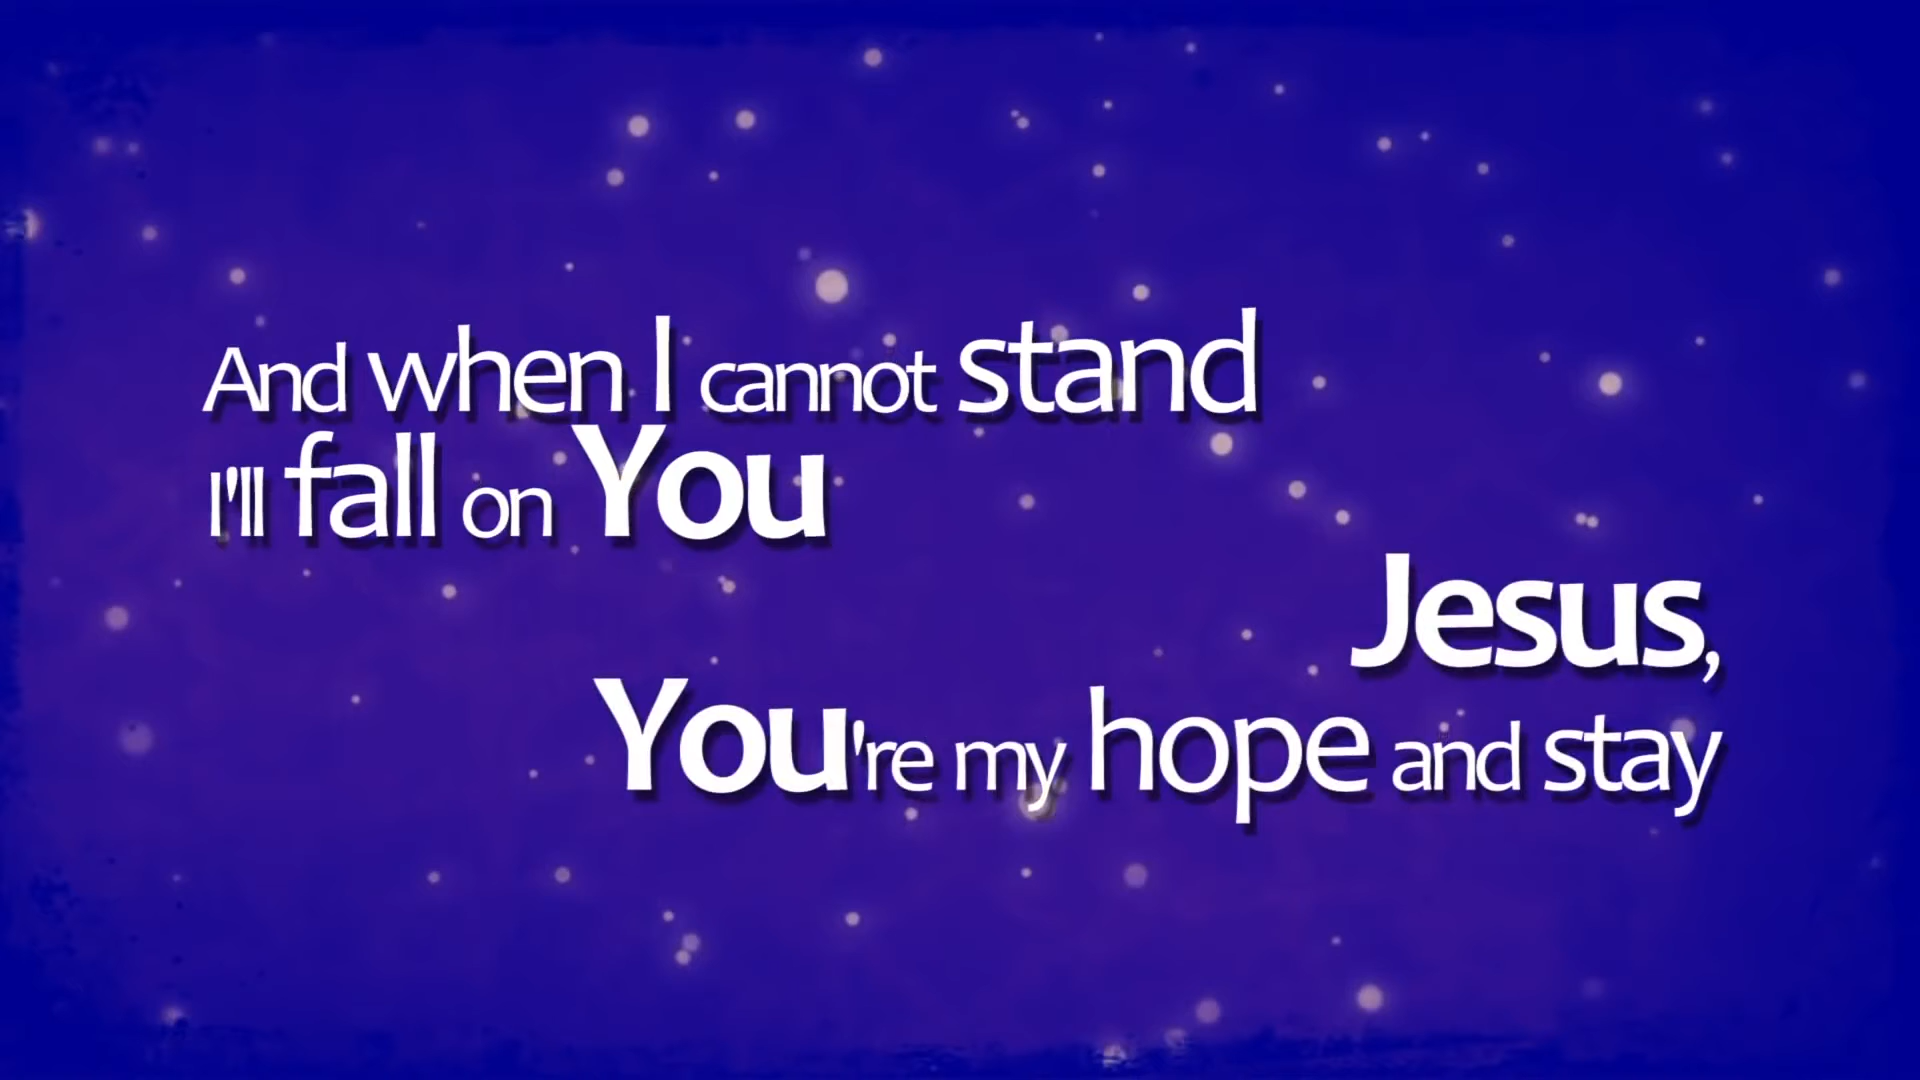 And when I cannot stand
I'll fall on You
Jesus,
You're my hope and stay